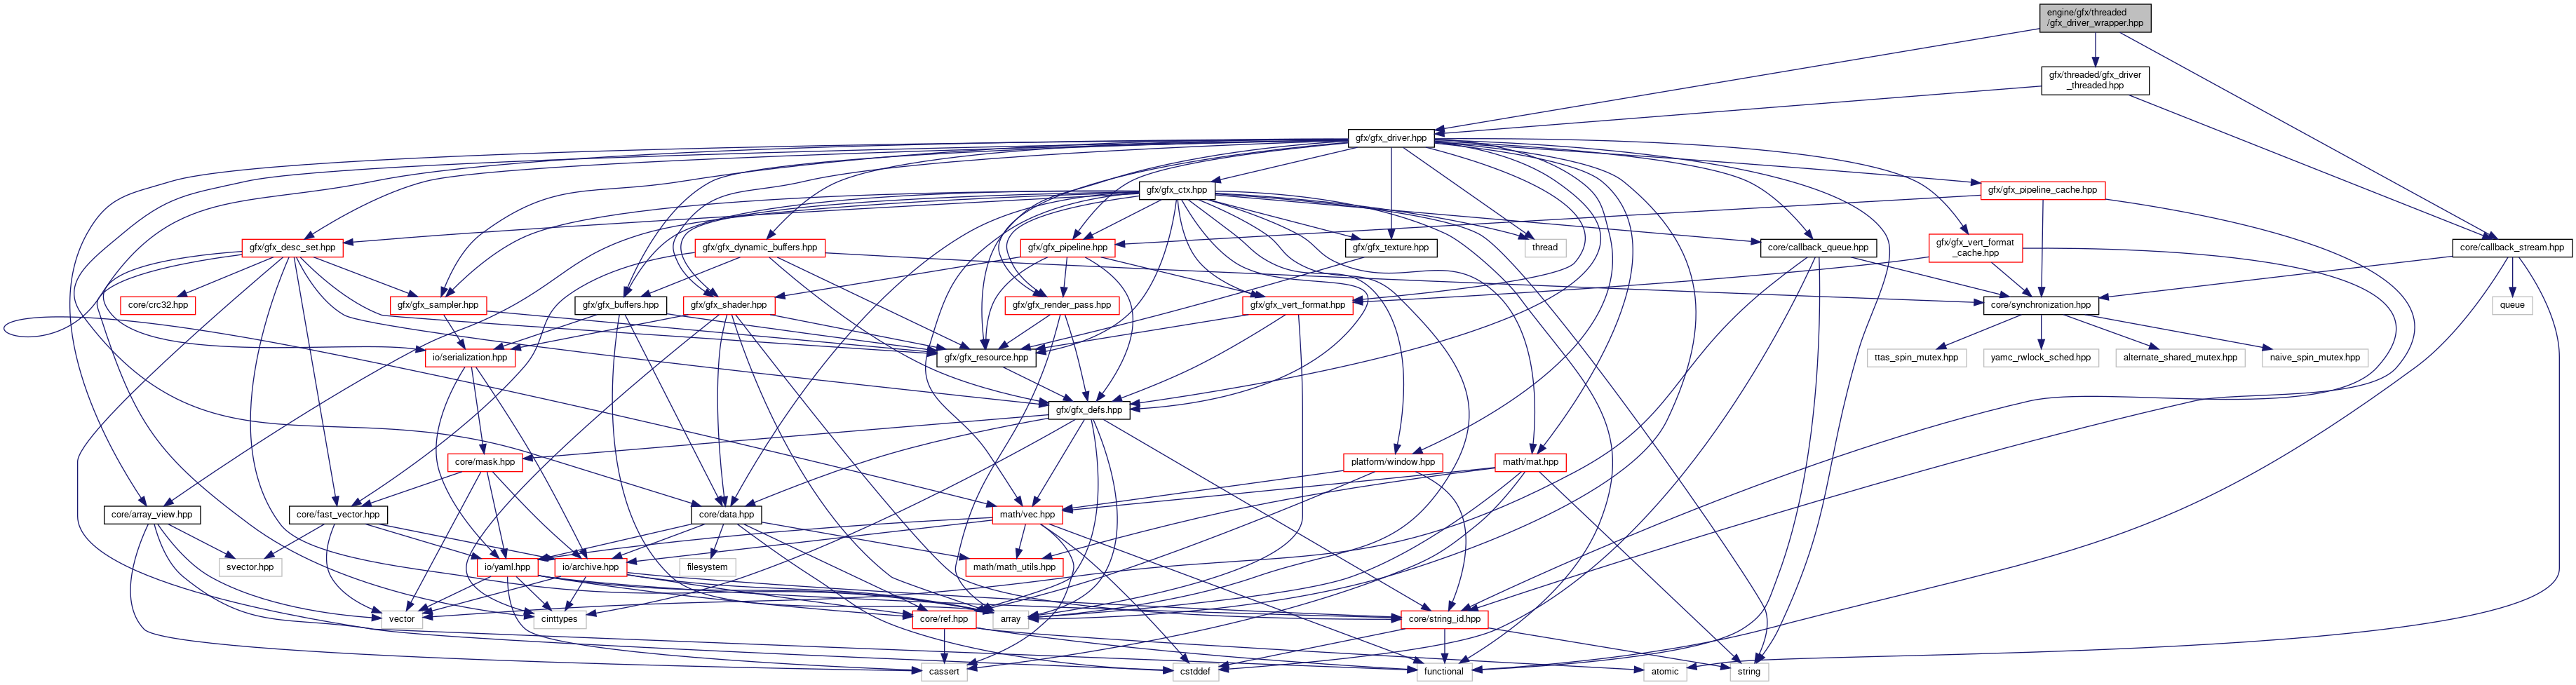 engine/gfx/threaded
/gfx_driver_wrapper.hpp
gfx/threaded/gfx_driver
_threaded.hpp
gfx/gfx_driver.hpp
gfx/gfx_ctx.hpp
gfx/gfx_pipeline_cache.hpp
gfx/gfx_desc_set.hpp
gfx/gfx_dynamic_buffers.hpp
gfx/gfx_pipeline.hpp
gfx/gfx_texture.hpp
thread
core/callback_queue.hpp
gfx/gfx_vert_format
_cache.hpp
core/callback_stream.hpp
core/crc32.hpp
gfx/gfx_sampler.hpp
gfx/gfx_buffers.hpp
gfx/gfx_shader.hpp
gfx/gfx_render_pass.hpp
gfx/gfx_vert_format.hpp
core/synchronization.hpp
queue
io/serialization.hpp
gfx/gfx_resource.hpp
ttas_spin_mutex.hpp
yamc_rwlock_sched.hpp
alternate_shared_mutex.hpp
naive_spin_mutex.hpp
gfx/gfx_defs.hpp
core/mask.hpp
platform/window.hpp
math/mat.hpp
core/array_view.hpp
core/fast_vector.hpp
core/data.hpp
math/vec.hpp
svector.hpp
io/yaml.hpp
io/archive.hpp
filesystem
math/math_utils.hpp
vector
cinttypes
core/ref.hpp
array
core/string_id.hpp
cassert
cstddef
functional
atomic
string